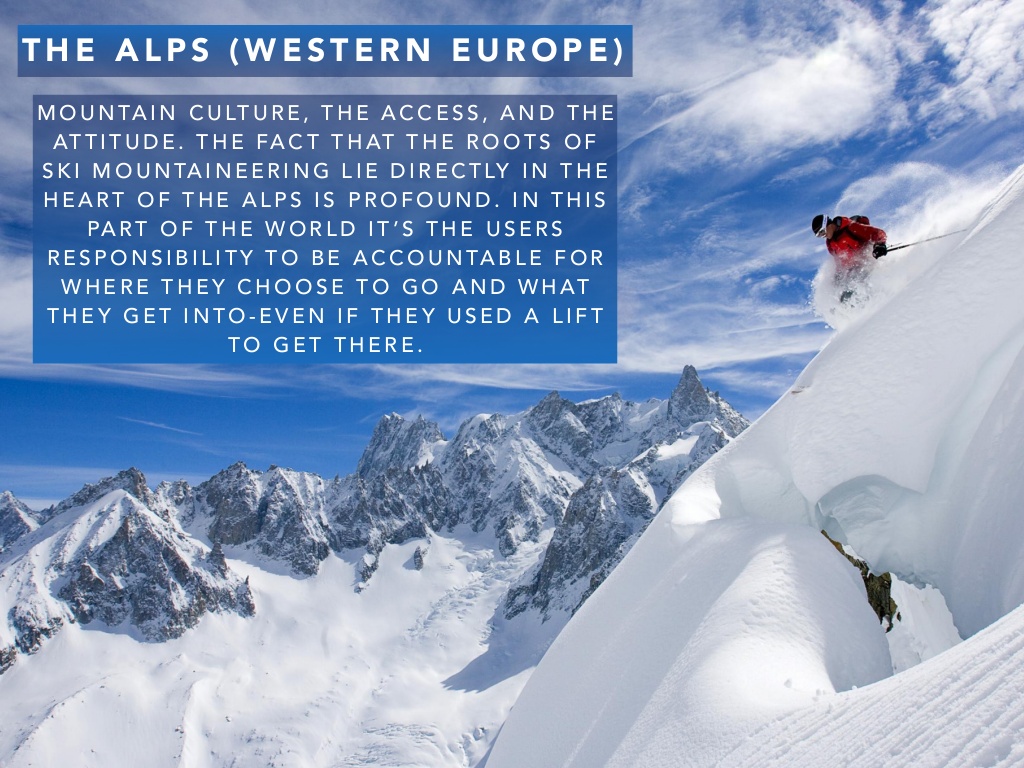 THE ALPS (WESTERN EUROPE)
MOUNTAIN CULTURE, THE ACCESS, AND THE
ATTITUDE. THE FACT THAT THE ROOTS OF
SKI MOUNTAINEERING LIE DIRECTLY IN THE
HEART OF THE ALPS IS PROFOUND. IN THIS
PART OF THE WORLD IT’S THE USERS
RESPONSIBILITY TO BE ACCOUNTABLE FOR
WHERE THEY CHOOSE TO GO AND WHAT
THEY GET INTO-EVEN IF THEY USED A LIFT
TO GET THERE.